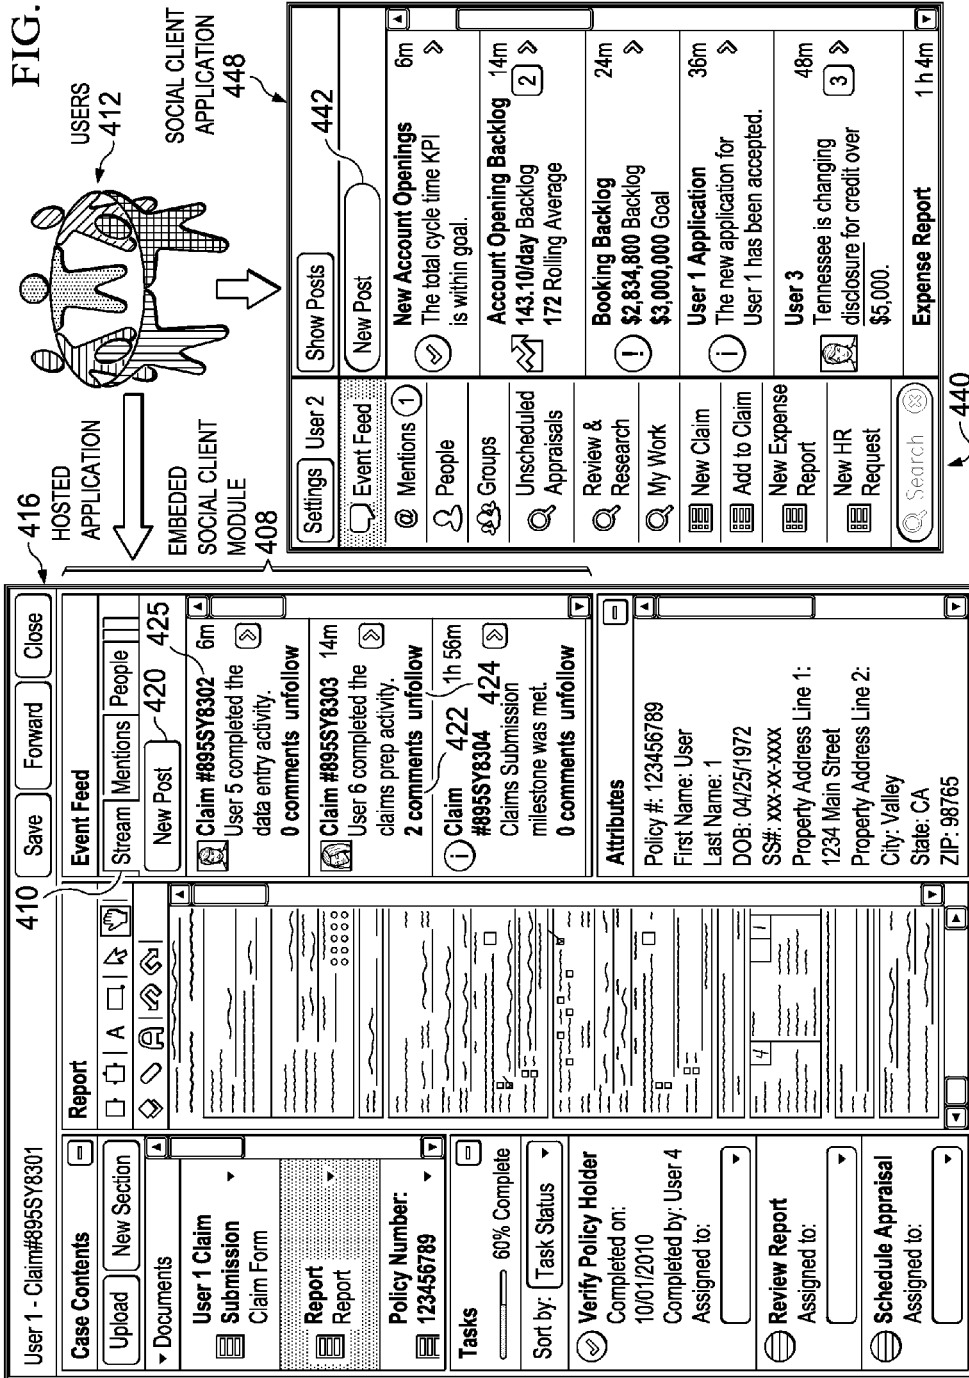 FIG.
USERS
412
HOSTED
APPLICATION
416
EMBEDED
SOCIAL CLIENT
MODULE
408
SOCIAL CLIENT
APPLICATION
448
User 1 - Claim#895SY8301
Save
Forward
Close
410
Case Contents
Upload
New Section
Documents
User 1 Claim
Submission
Claim Form
Report
Report
Policy Number:
123456789
Tasks
60% Complete
Sort by:
Task Status
Verify Policy Holder
Completed on:
10/01/2010
Completed by: User 4
Assigned to:
Review Report
Assigned to:
Schedule Appraisal
Assigned to:
Report
A
4
1
Event Feed
Stream
Mentions
People
New Post
420
425
Claim #895SY8302
6m
User 5 completed the
data entry activity.
0 comments unfollow
Claim #895SY8303
14m
User 6 completed the
claims prep activity.
2 comments unfollow
422
424
Claim
1h 56m
#895SY8304
Claims Submission
milestone was met.
0 comments unfollow
Attributes
Policy #: 123456789
First Name: User
Last Name: 1
DOB: 04/25/1972
SS#: xxx-xx-xxxx
Property Address Line 1:
1234 Main Street
Property Address Line 2:
City: Valley
State: CA
ZIP: 98765
Settings
User 2
Event Feed
@ Mentions 1
People
Groups
Unscheduled
Appraisals
Review &
Research
My Work
New Claim
Add to Claim
New Expense
Report
New HR
Request
Search
440
Show Posts
New Post
442
New Account Openings
6m
The total cycle time KPI
is within goal.
Account Opening Backlog
14m
143.10/day Backlog
2
172 Rolling Average
Booking Backlog
24m
$2,834,800 Backlog
$3,000,000 Goal
User 1 Application
36m
The new application for
User 1 has been accepted.
User 3
48m
Tennessee is changing
3
disclosure for credit over
$5,000.
Expense Report
1 h 4m